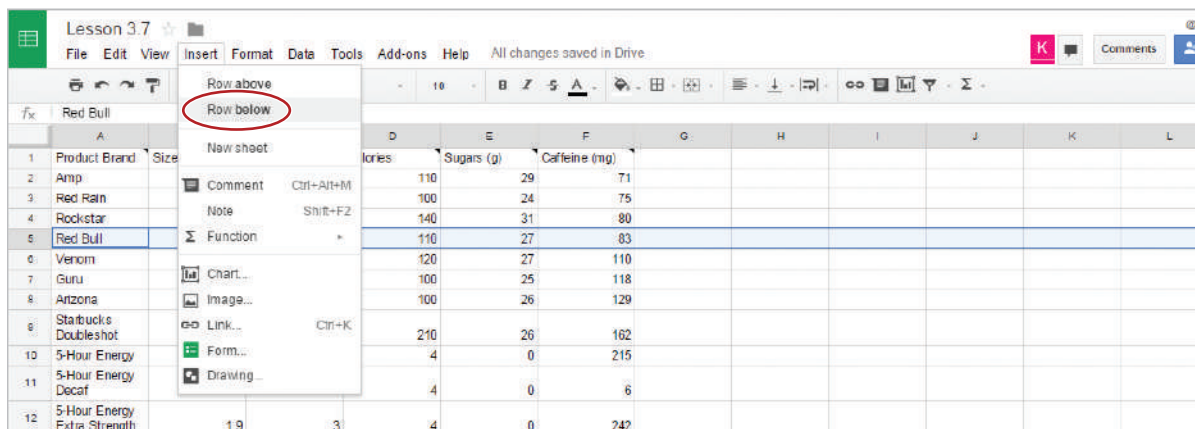 Lesson 3.7
@
File Edit View Insert Format Data Tools Add-ons Help All changes saved in Drive
K Comments
10 B I S A Σ
fx Red Bull
Row above
Row below
New sheet
Comment Ctrl+Alt+M
Note Shift+F2
Σ Function
Chart...
Image...
Link... Ctrl+K
Form...
Drawing...
A D E F G H I J K L
1 Product Brand Size lories Sugars (g) Caffeine (mg)
2 Amp 110 29 71
3 Red Rain 100 24 75
4 Rockstar 140 31 80
5 Red Bull 110 27 83
6 Venom 120 27 110
7 Guru 100 25 118
8 Arizona 100 26 129
9 Starbucks
Doubleshot 210 26 162
10 5-Hour Energy 4 0 215
11 5-Hour Energy
Decaf 4 0 6
12 5-Hour Energy
Extra Strength 1.9 3 4 0 242